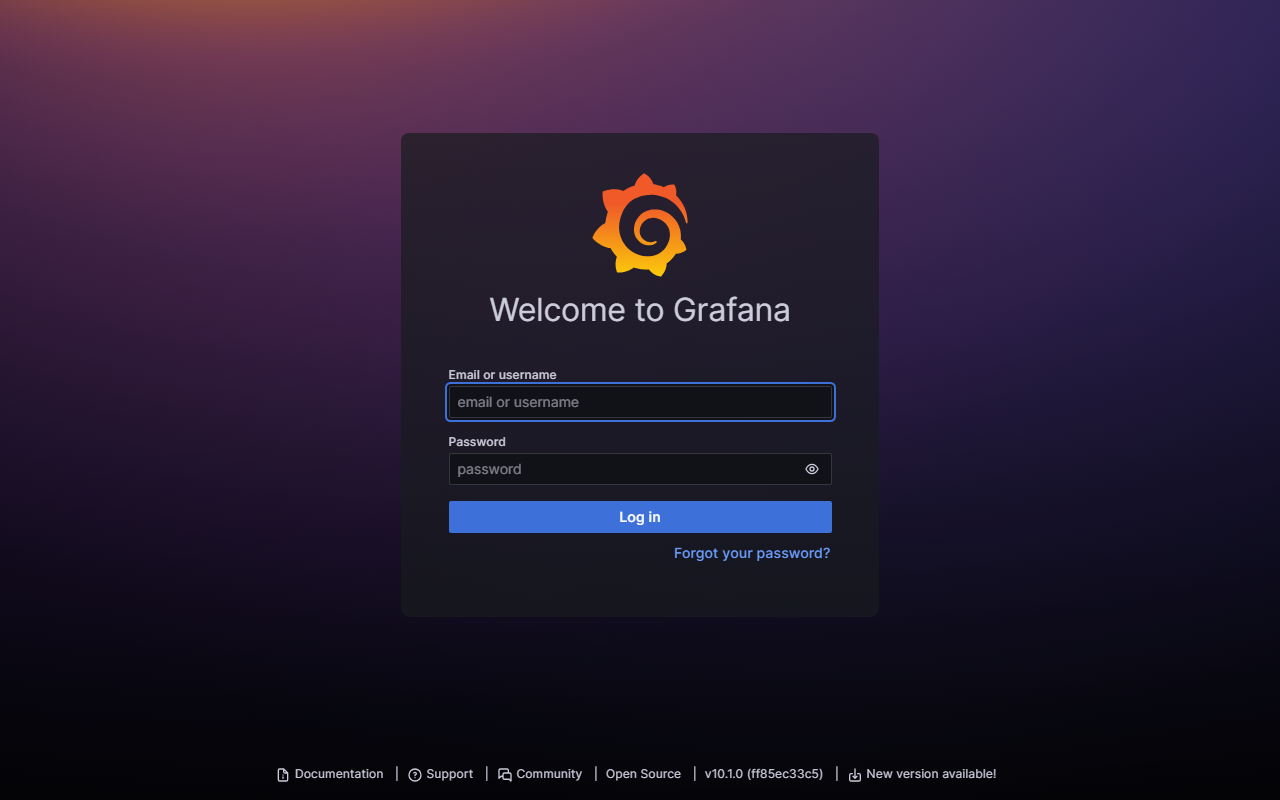 Welcome to Grafana
Email or username
email or username
Password
password
Log in
Forgot your password?
Documentation | Support | Community | Open Source | v10.1.0 (ff85ec33c5) | New version available!